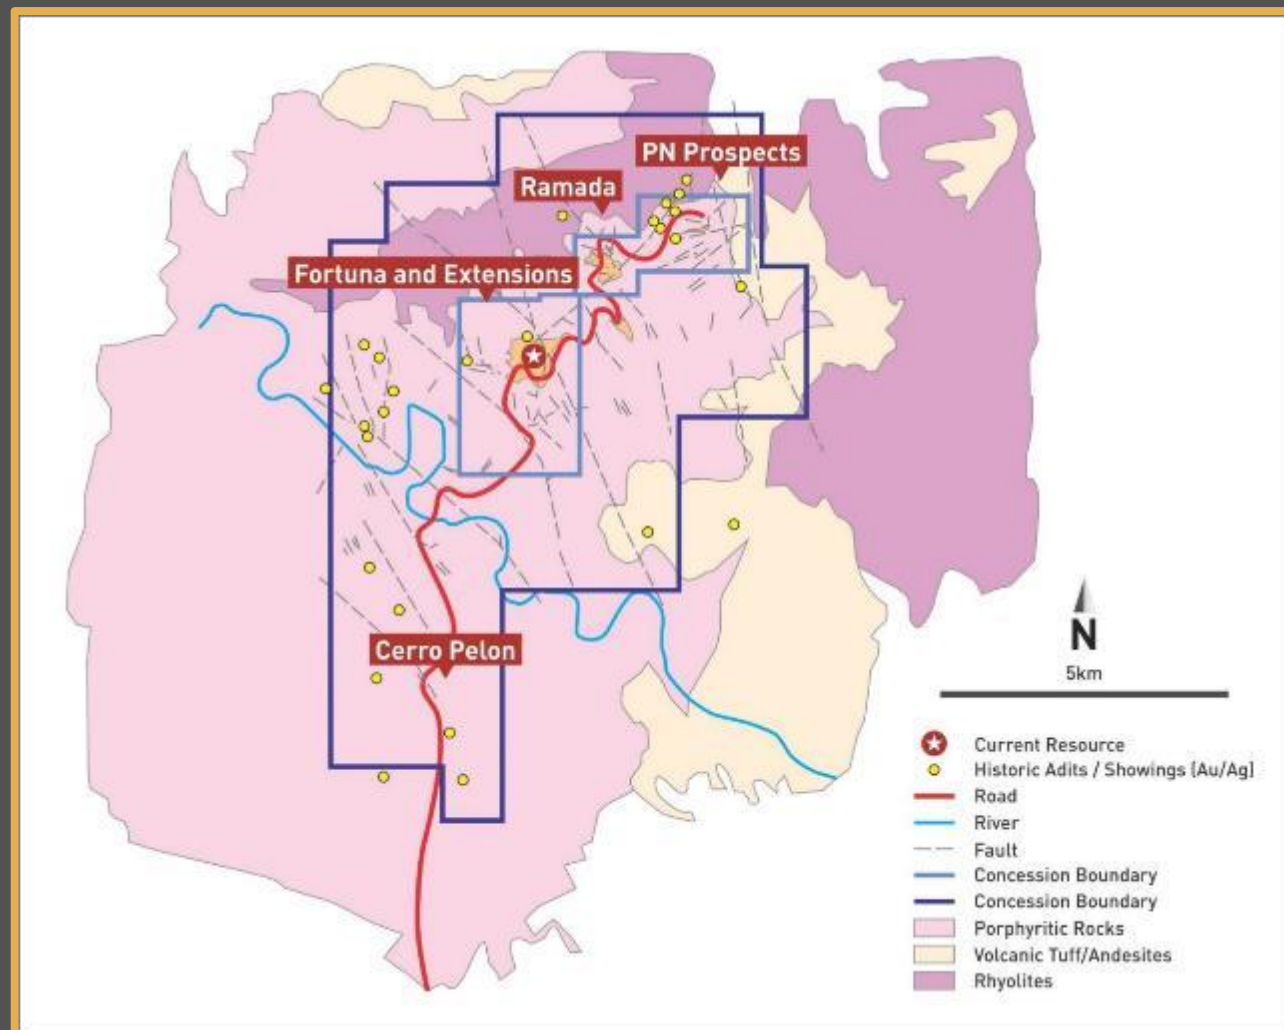 PN Prospects
Ramada
Fortuna and Extensions
Cerro Pelon
N
5km
Current Resource
Historic Adits / Showings (Au/Ag)
Road
River
Fault
Concession Boundary
Concession Boundary
Porphyritic Rocks
Volcanic Tuff/Andesites
Rhyolites